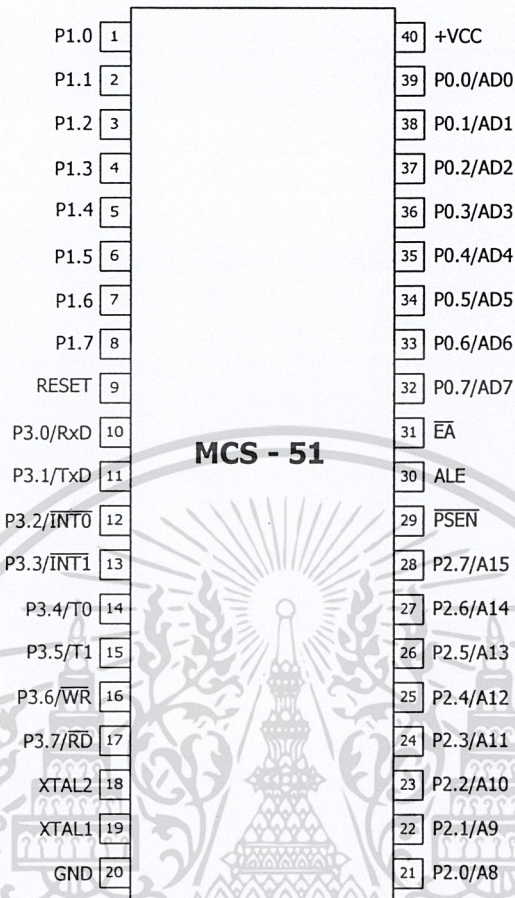 P1.0 1
P1.1 2
P1.2 3
P1.3 4
P1.4 5
P1.5 6
P1.6 7
P1.7 8
RESET 9
P3.0/RxD 10
P3.1/TxD 11
P3.2/I̅N̅T̅0̅ 12
P3.3/I̅N̅T̅1̅ 13
P3.4/T0 14
P3.5/T1 15
P3.6/W̅R̅ 16
P3.7/R̅D̅ 17
XTAL2 18
XTAL1 19
GND 20
MCS - 51
40 +VCC
39 P0.0/AD0
38 P0.1/AD1
37 P0.2/AD2
36 P0.3/AD3
35 P0.4/AD4
34 P0.5/AD5
33 P0.6/AD6
32 P0.7/AD7
31 E̅A̅
30 ALE
29 P̅S̅E̅N̅
28 P2.7/A15
27 P2.6/A14
26 P2.5/A13
25 P2.4/A12
24 P2.3/A11
23 P2.2/A10
22 P2.1/A9
21 P2.0/A8